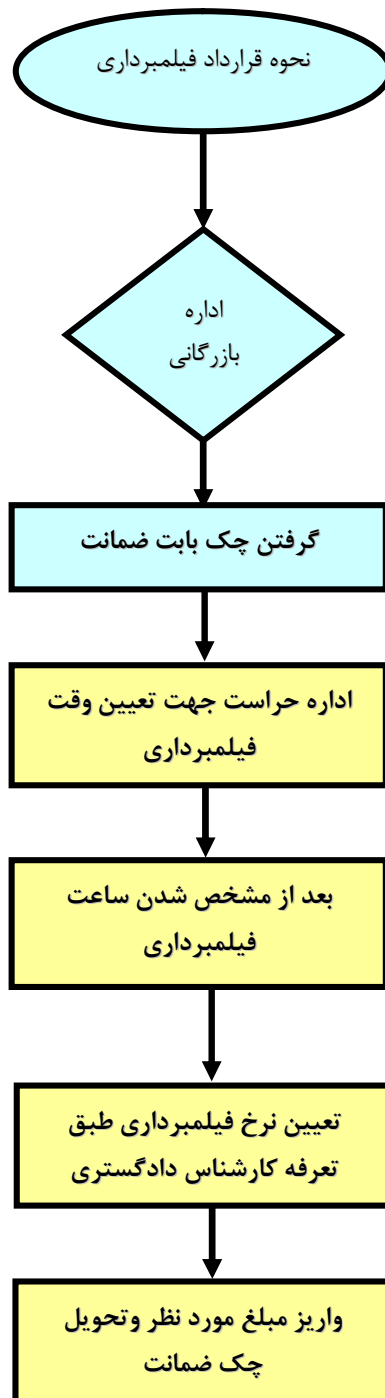 نحوه قرارداد فیلمبرداری
اداره
بازرگانی
گرفتن چک بابت ضمانت
اداره حراست جهت تعیین وقت
فیلمبرداری
بعد از مشخص شدن ساعت
فیلمبرداری
تعیین نرخ فیلمبرداری طبق
تعرفه کارشناس دادگستری
واریز مبلغ مورد نظر وتحویل
چک ضمانت